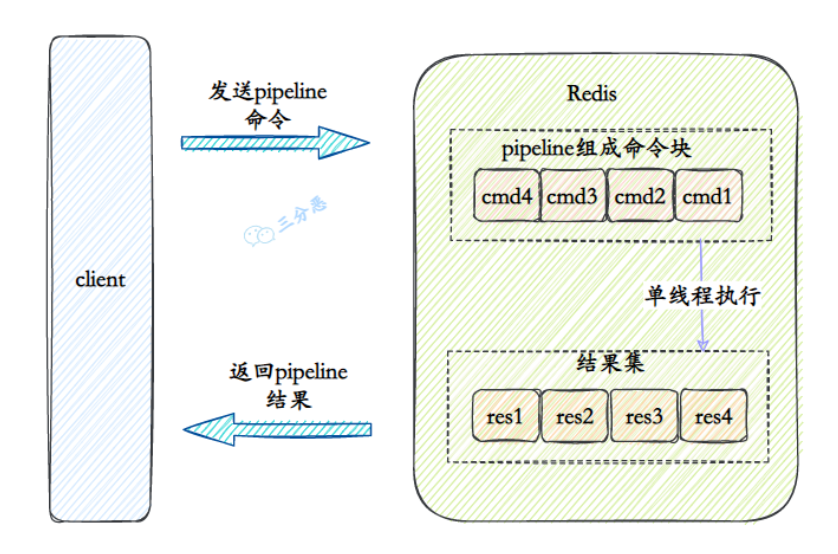 发送pipeline
命令
Redis
pipeline组成命令块
cmd4 cmd3 cmd2 cmd1
三分恶
client
单线程执行
返回pipeline
结果
结果集
res1 res2 res3 res4